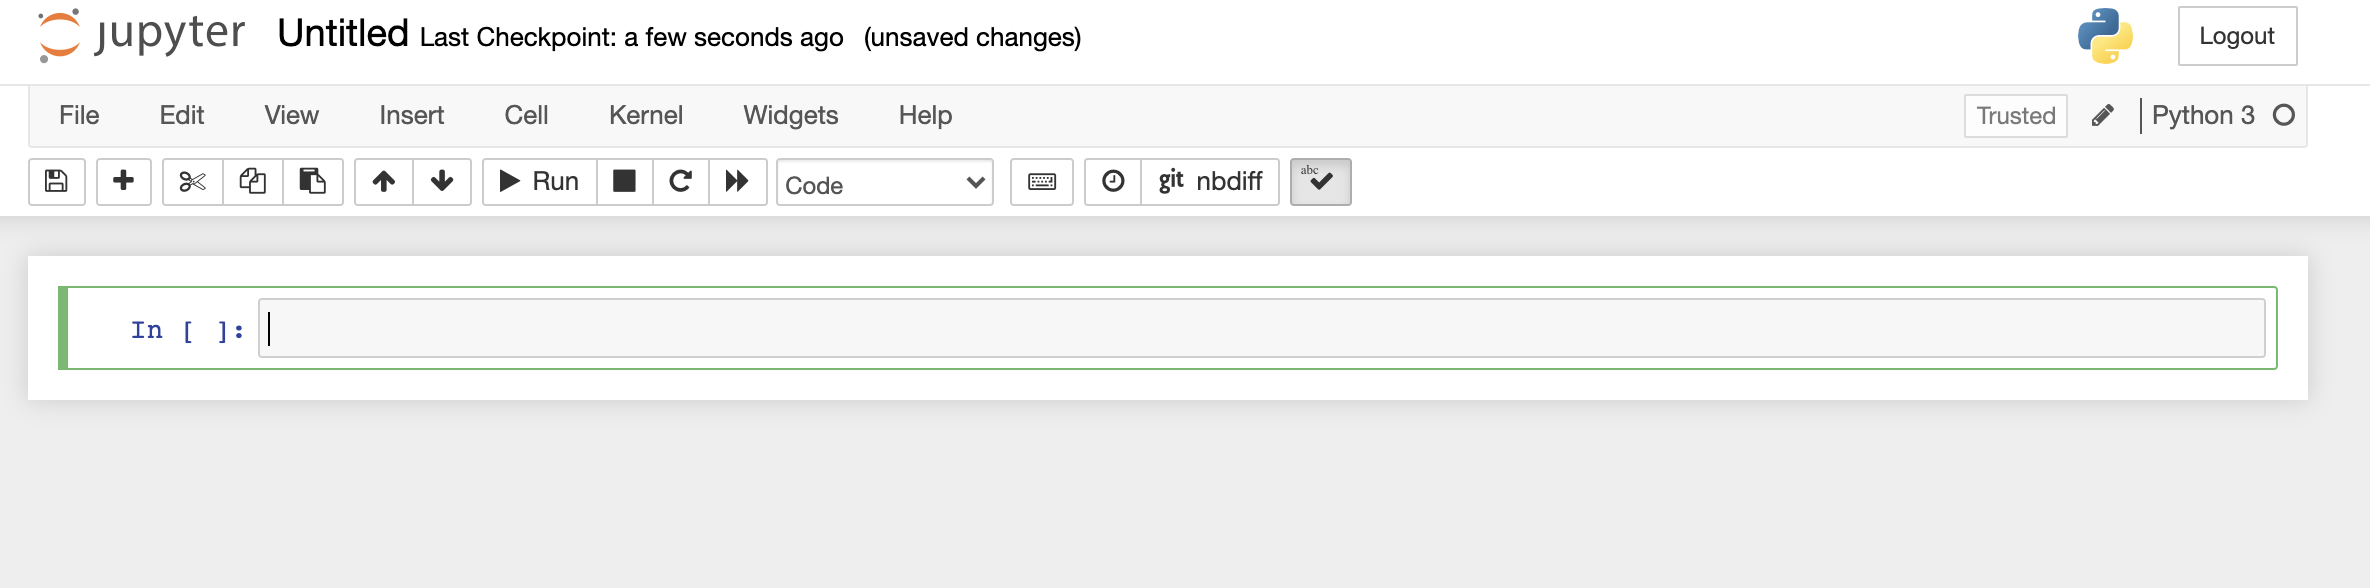 jupyter Untitled Last Checkpoint: a few seconds ago (unsaved changes) Logout
File Edit View Insert Cell Kernel Widgets Help Trusted Python 3
Run Code git nbdiff abc
In [ ]: